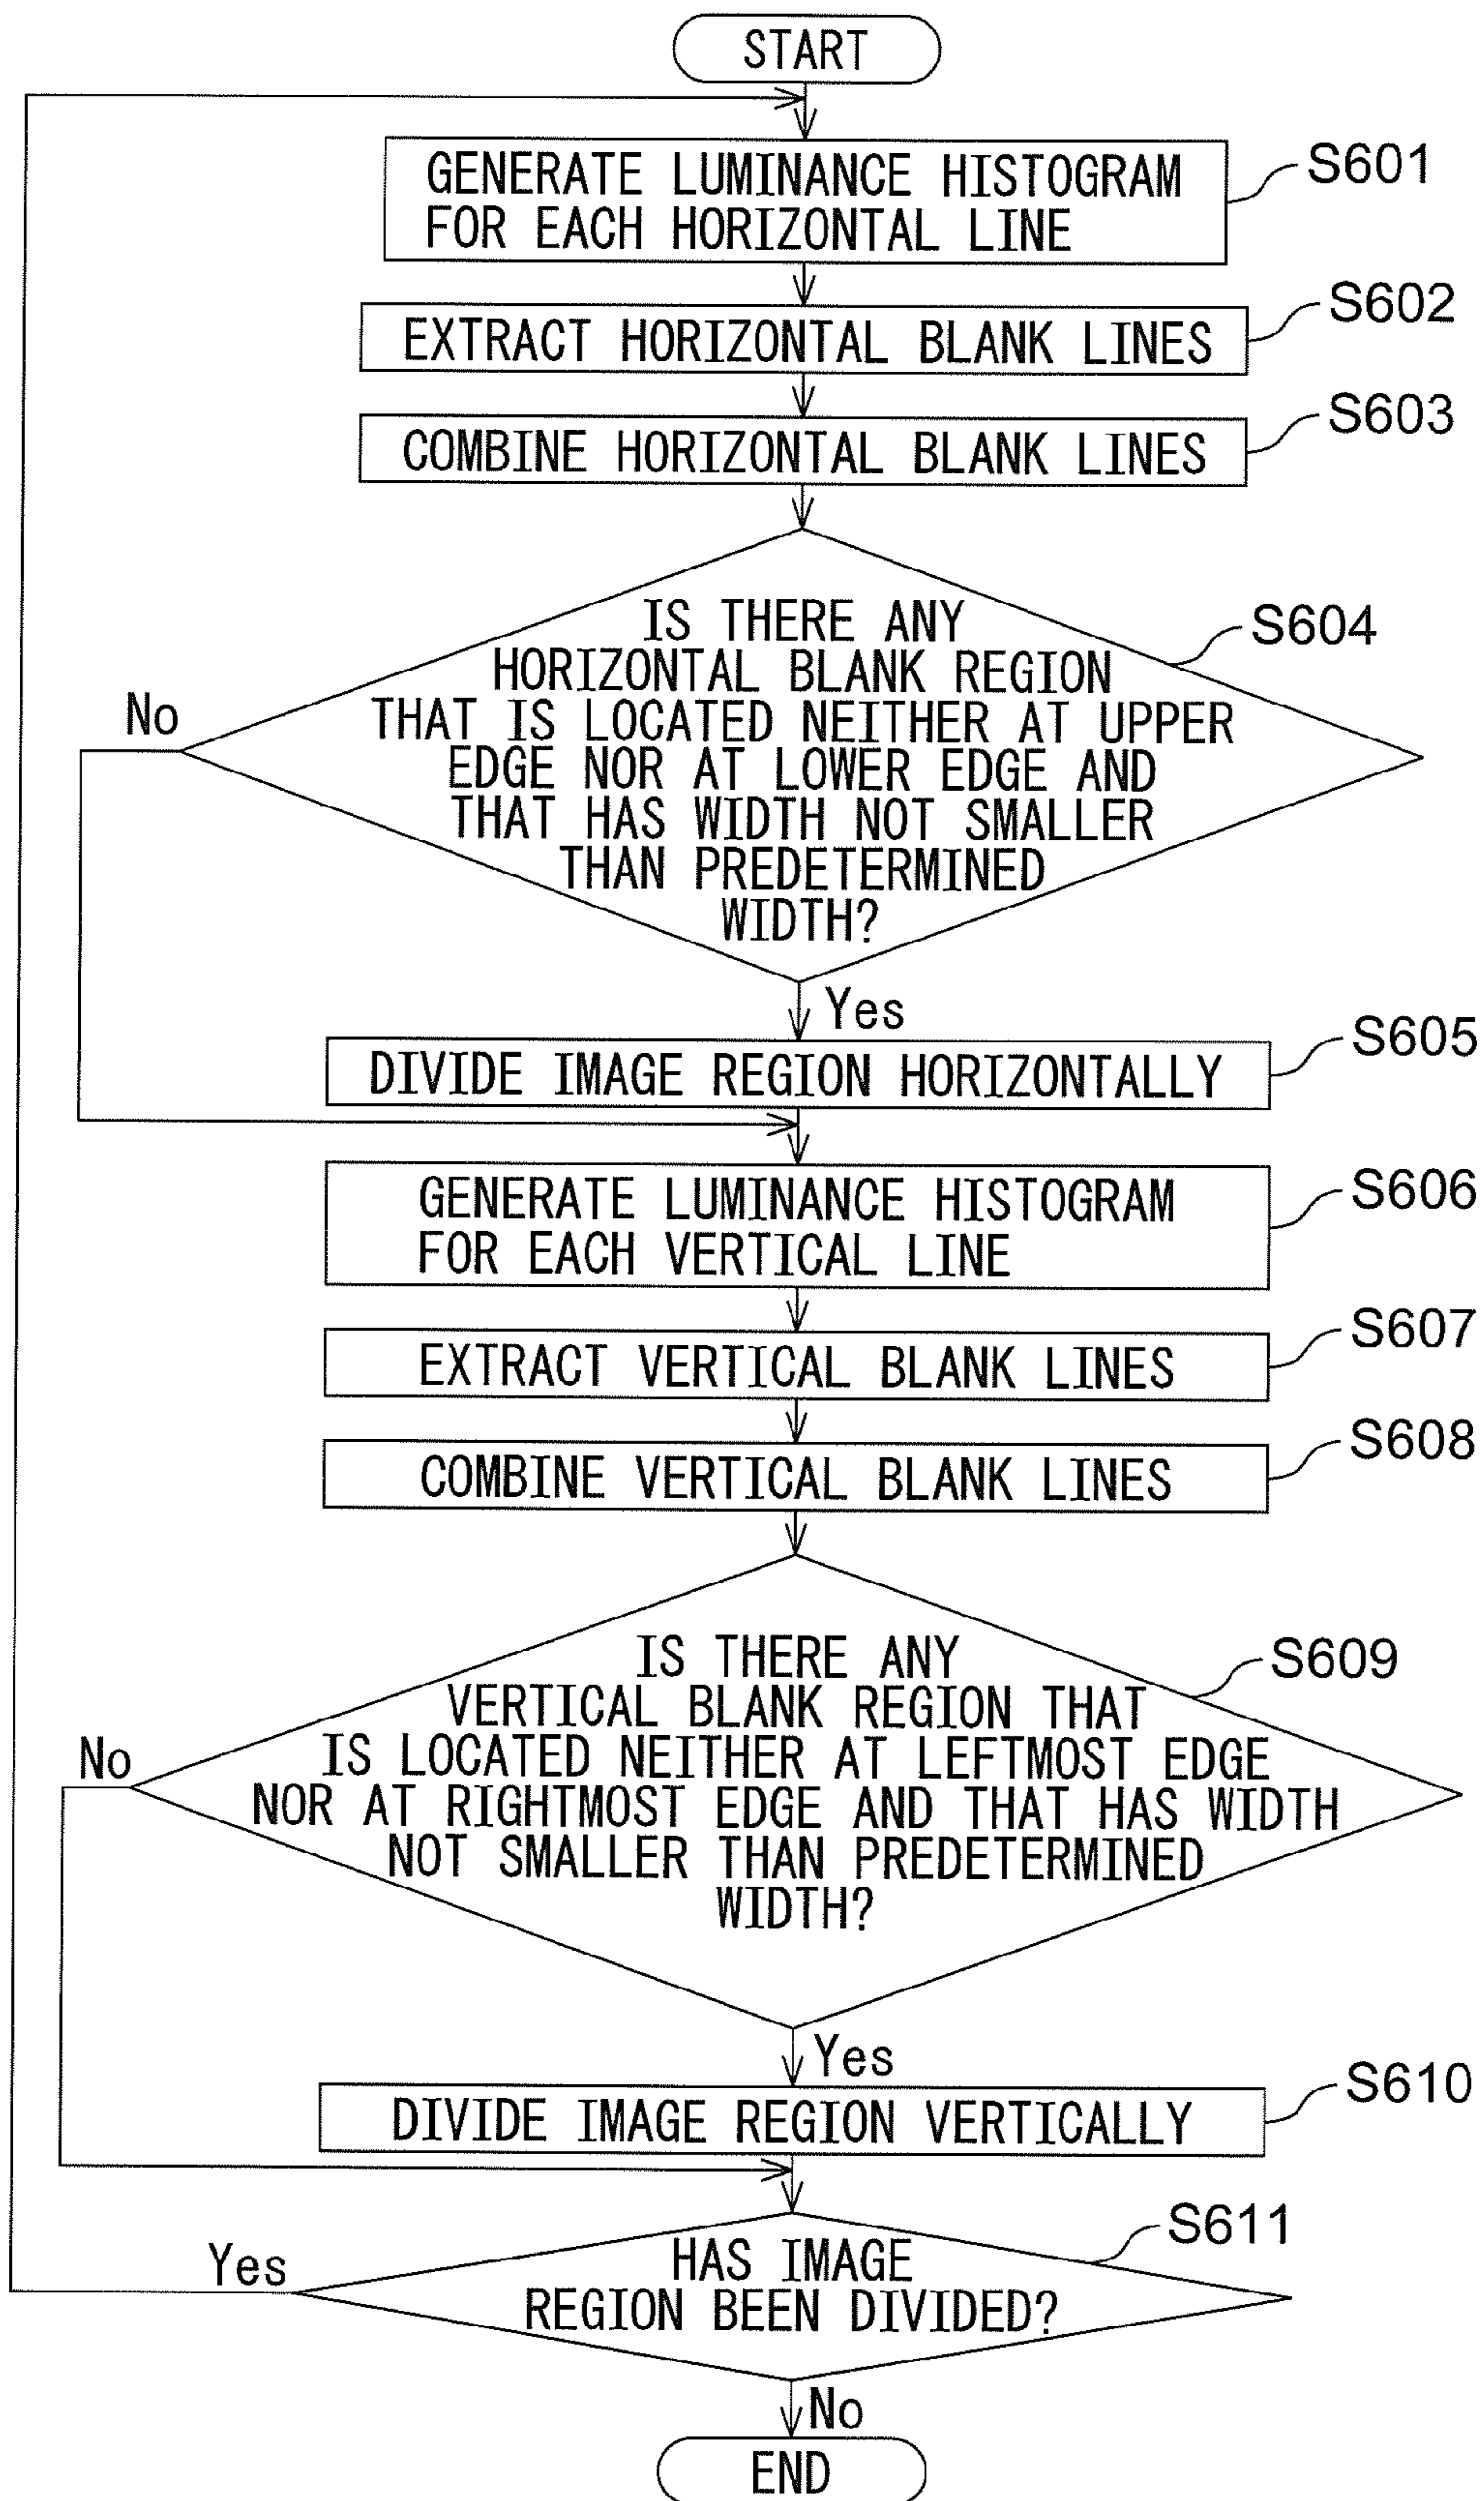 START
GENERATE LUMINANCE HISTOGRAM
FOR EACH HORIZONTAL LINE
S601
EXTRACT HORIZONTAL BLANK LINES
S602
COMBINE HORIZONTAL BLANK LINES
S603
IS THERE ANY
HORIZONTAL BLANK REGION
THAT IS LOCATED NEITHER AT UPPER
EDGE NOR AT LOWER EDGE AND
THAT HAS WIDTH NOT SMALLER
THAN PREDETERMINED
WIDTH?
S604
No
Yes
DIVIDE IMAGE REGION HORIZONTALLY
S605
GENERATE LUMINANCE HISTOGRAM
FOR EACH VERTICAL LINE
S606
EXTRACT VERTICAL BLANK LINES
S607
COMBINE VERTICAL BLANK LINES
S608
IS THERE ANY
VERTICAL BLANK REGION THAT
IS LOCATED NEITHER AT LEFTMOST EDGE
NOR AT RIGHTMOST EDGE AND THAT HAS WIDTH
NOT SMALLER THAN PREDETERMINED
WIDTH?
S609
No
Yes
DIVIDE IMAGE REGION VERTICALLY
S610
HAS IMAGE
REGION BEEN DIVIDED?
S611
Yes
No
END